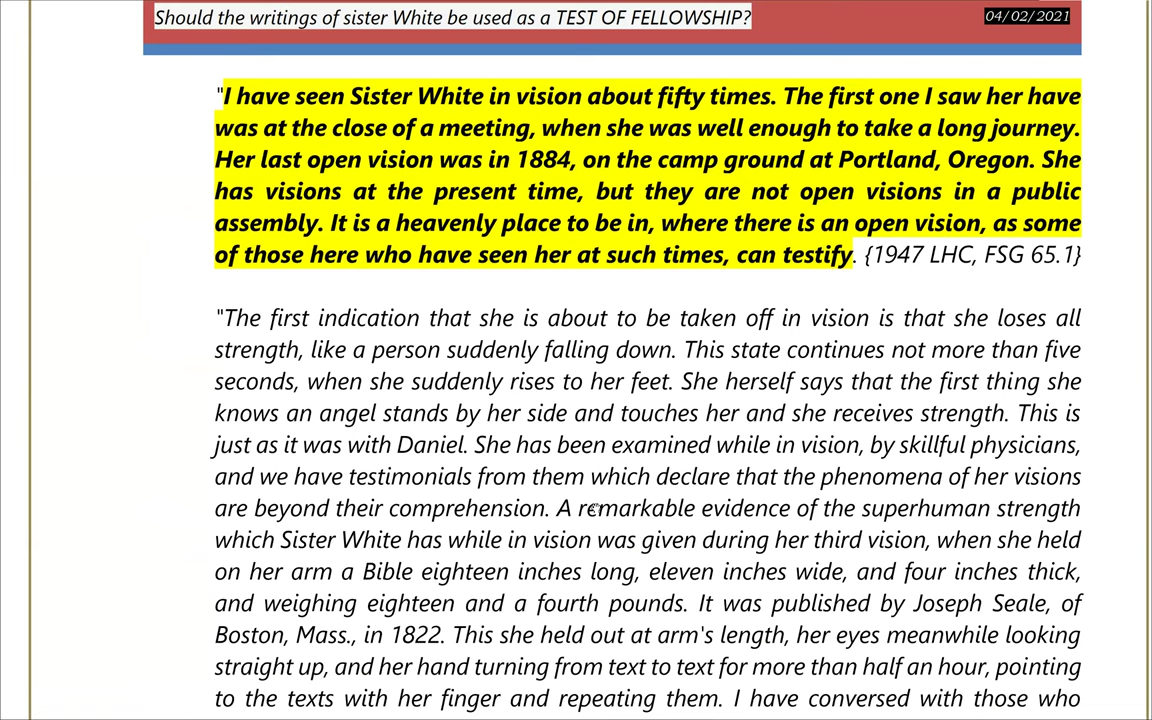 Should the writings of sister White be used as a TEST OF FELLOWSHIP?
04/02/2021
"I have seen Sister White in vision about fifty times. The first one I saw her have
was at the close of a meeting, when she was well enough to take a long journey.
Her last open vision was in 1884, on the camp ground at Portland, Oregon. She
has visions at the present time, but they are not open visions in a public
assembly. It is a heavenly place to be in, where there is an open vision, as some
of those here who have seen her at such times, can testify. {1947 LHC, FSG 65.1}
"The first indication that she is about to be taken off in vision is that she loses all
strength, like a person suddenly falling down. This state continues not more than five
seconds, when she suddenly rises to her feet. She herself says that the first thing she
knows an angel stands by her side and touches her and she receives strength. This is
just as it was with Daniel. She has been examined while in vision, by skillful physicians,
and we have testimonials from them which declare that the phenomena of her visions
are beyond their comprehension. A remarkable evidence of the superhuman strength
which Sister White has while in vision was given during her third vision, when she held
on her arm a Bible eighteen inches long, eleven inches wide, and four inches thick,
and weighing eighteen and a fourth pounds. It was published by Joseph Seale, of
Boston, Mass., in 1822. This she held out at arm's length, her eyes meanwhile looking
straight up, and her hand turning from text to text for more than half an hour, pointing
to the texts with her finger and repeating them. I have conversed with those who